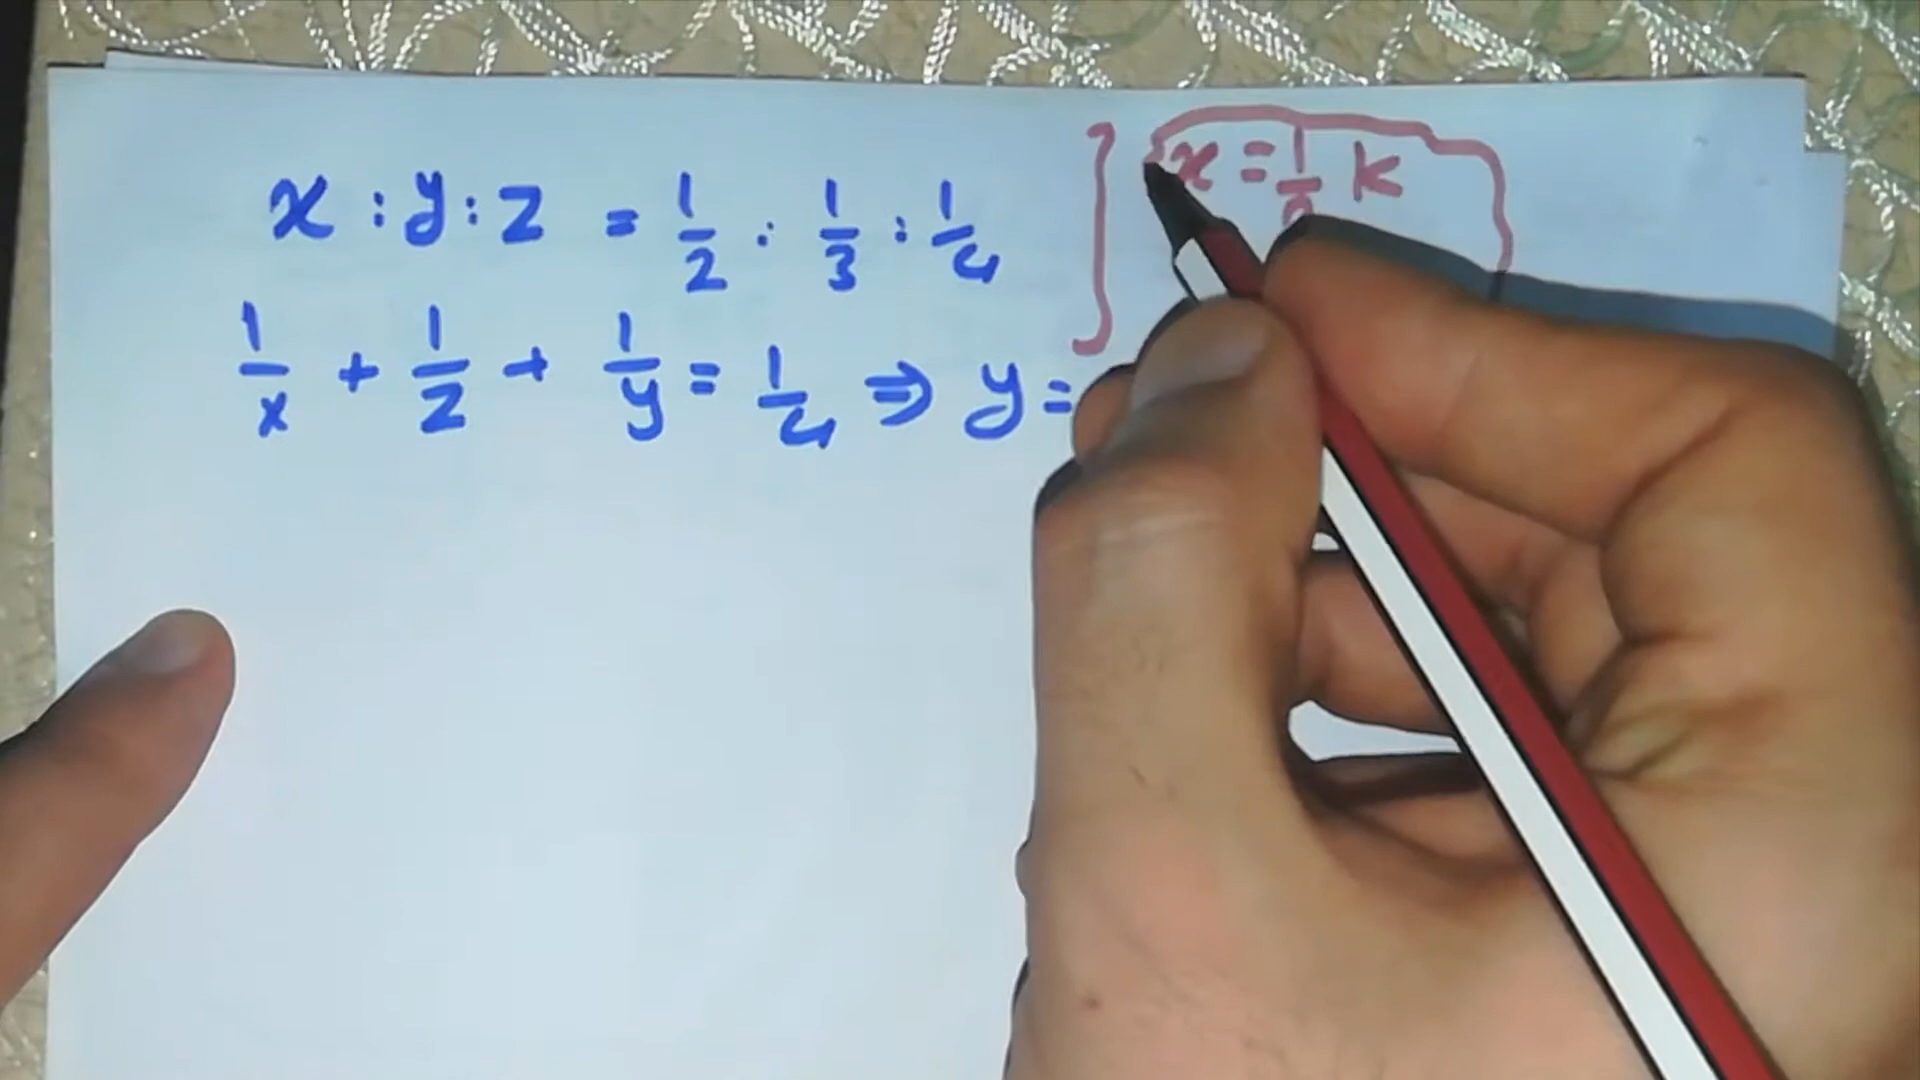 x : y : z = 1/2 : 1/3 : 1/4
x = 1/2 k
1/x + 1/z + 1/y = 1/4 ⇒ y =